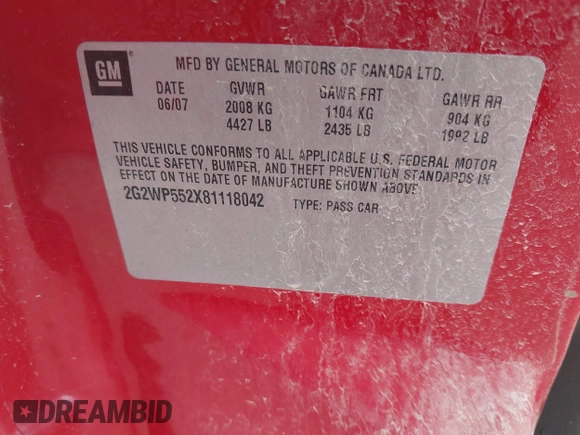 GM
MFD BY GENERAL MOTORS OF CANADA LTD.
DATE GVWR GAWR FRT GAWR RR
06/07 2008 KG 1104 KG 904 KG
4427 LB 2435 LB 1992 LB
THIS VEHICLE CONFORMS TO ALL APPLICABLE U.S. FEDERAL MOTOR
VEHICLE SAFETY, BUMPER, AND THEFT PREVENTION STANDARDS IN
EFFECT ON THE DATE OF MANUFACTURE SHOWN ABOVE.
2G2WP552X81118042 TYPE: PASS CAR
DREAMBID